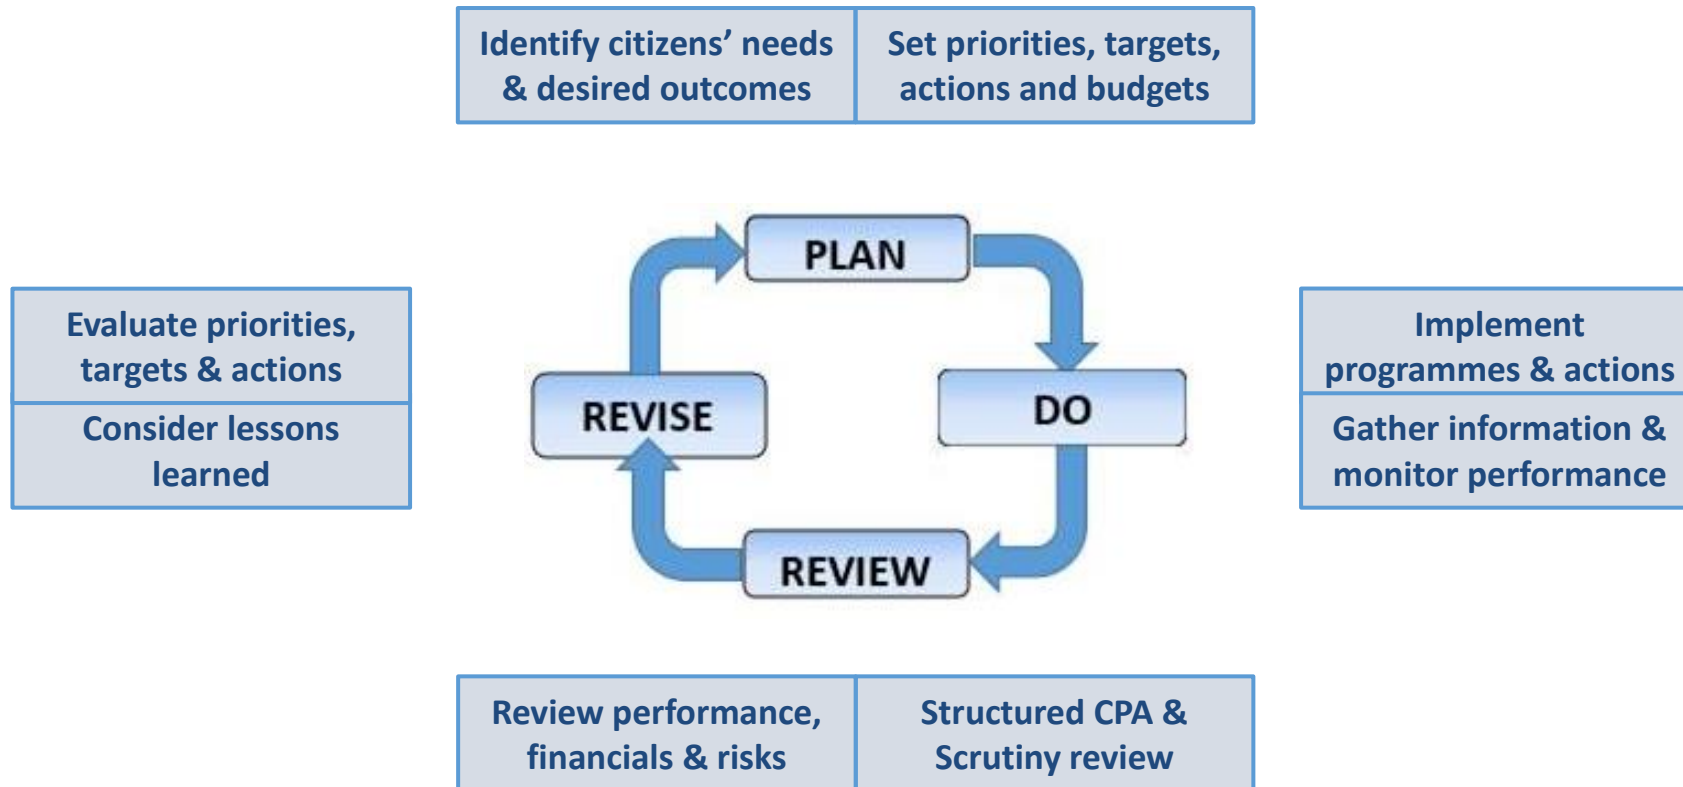 Identify citizens’ needs
& desired outcomes
Set priorities, targets,
actions and budgets
PLAN
Evaluate priorities,
targets & actions
Consider lessons
learned
REVISE
DO
Implement
programmes & actions
Gather information &
monitor performance
REVIEW
Review performance,
financials & risks
Structured CPA &
Scrutiny review